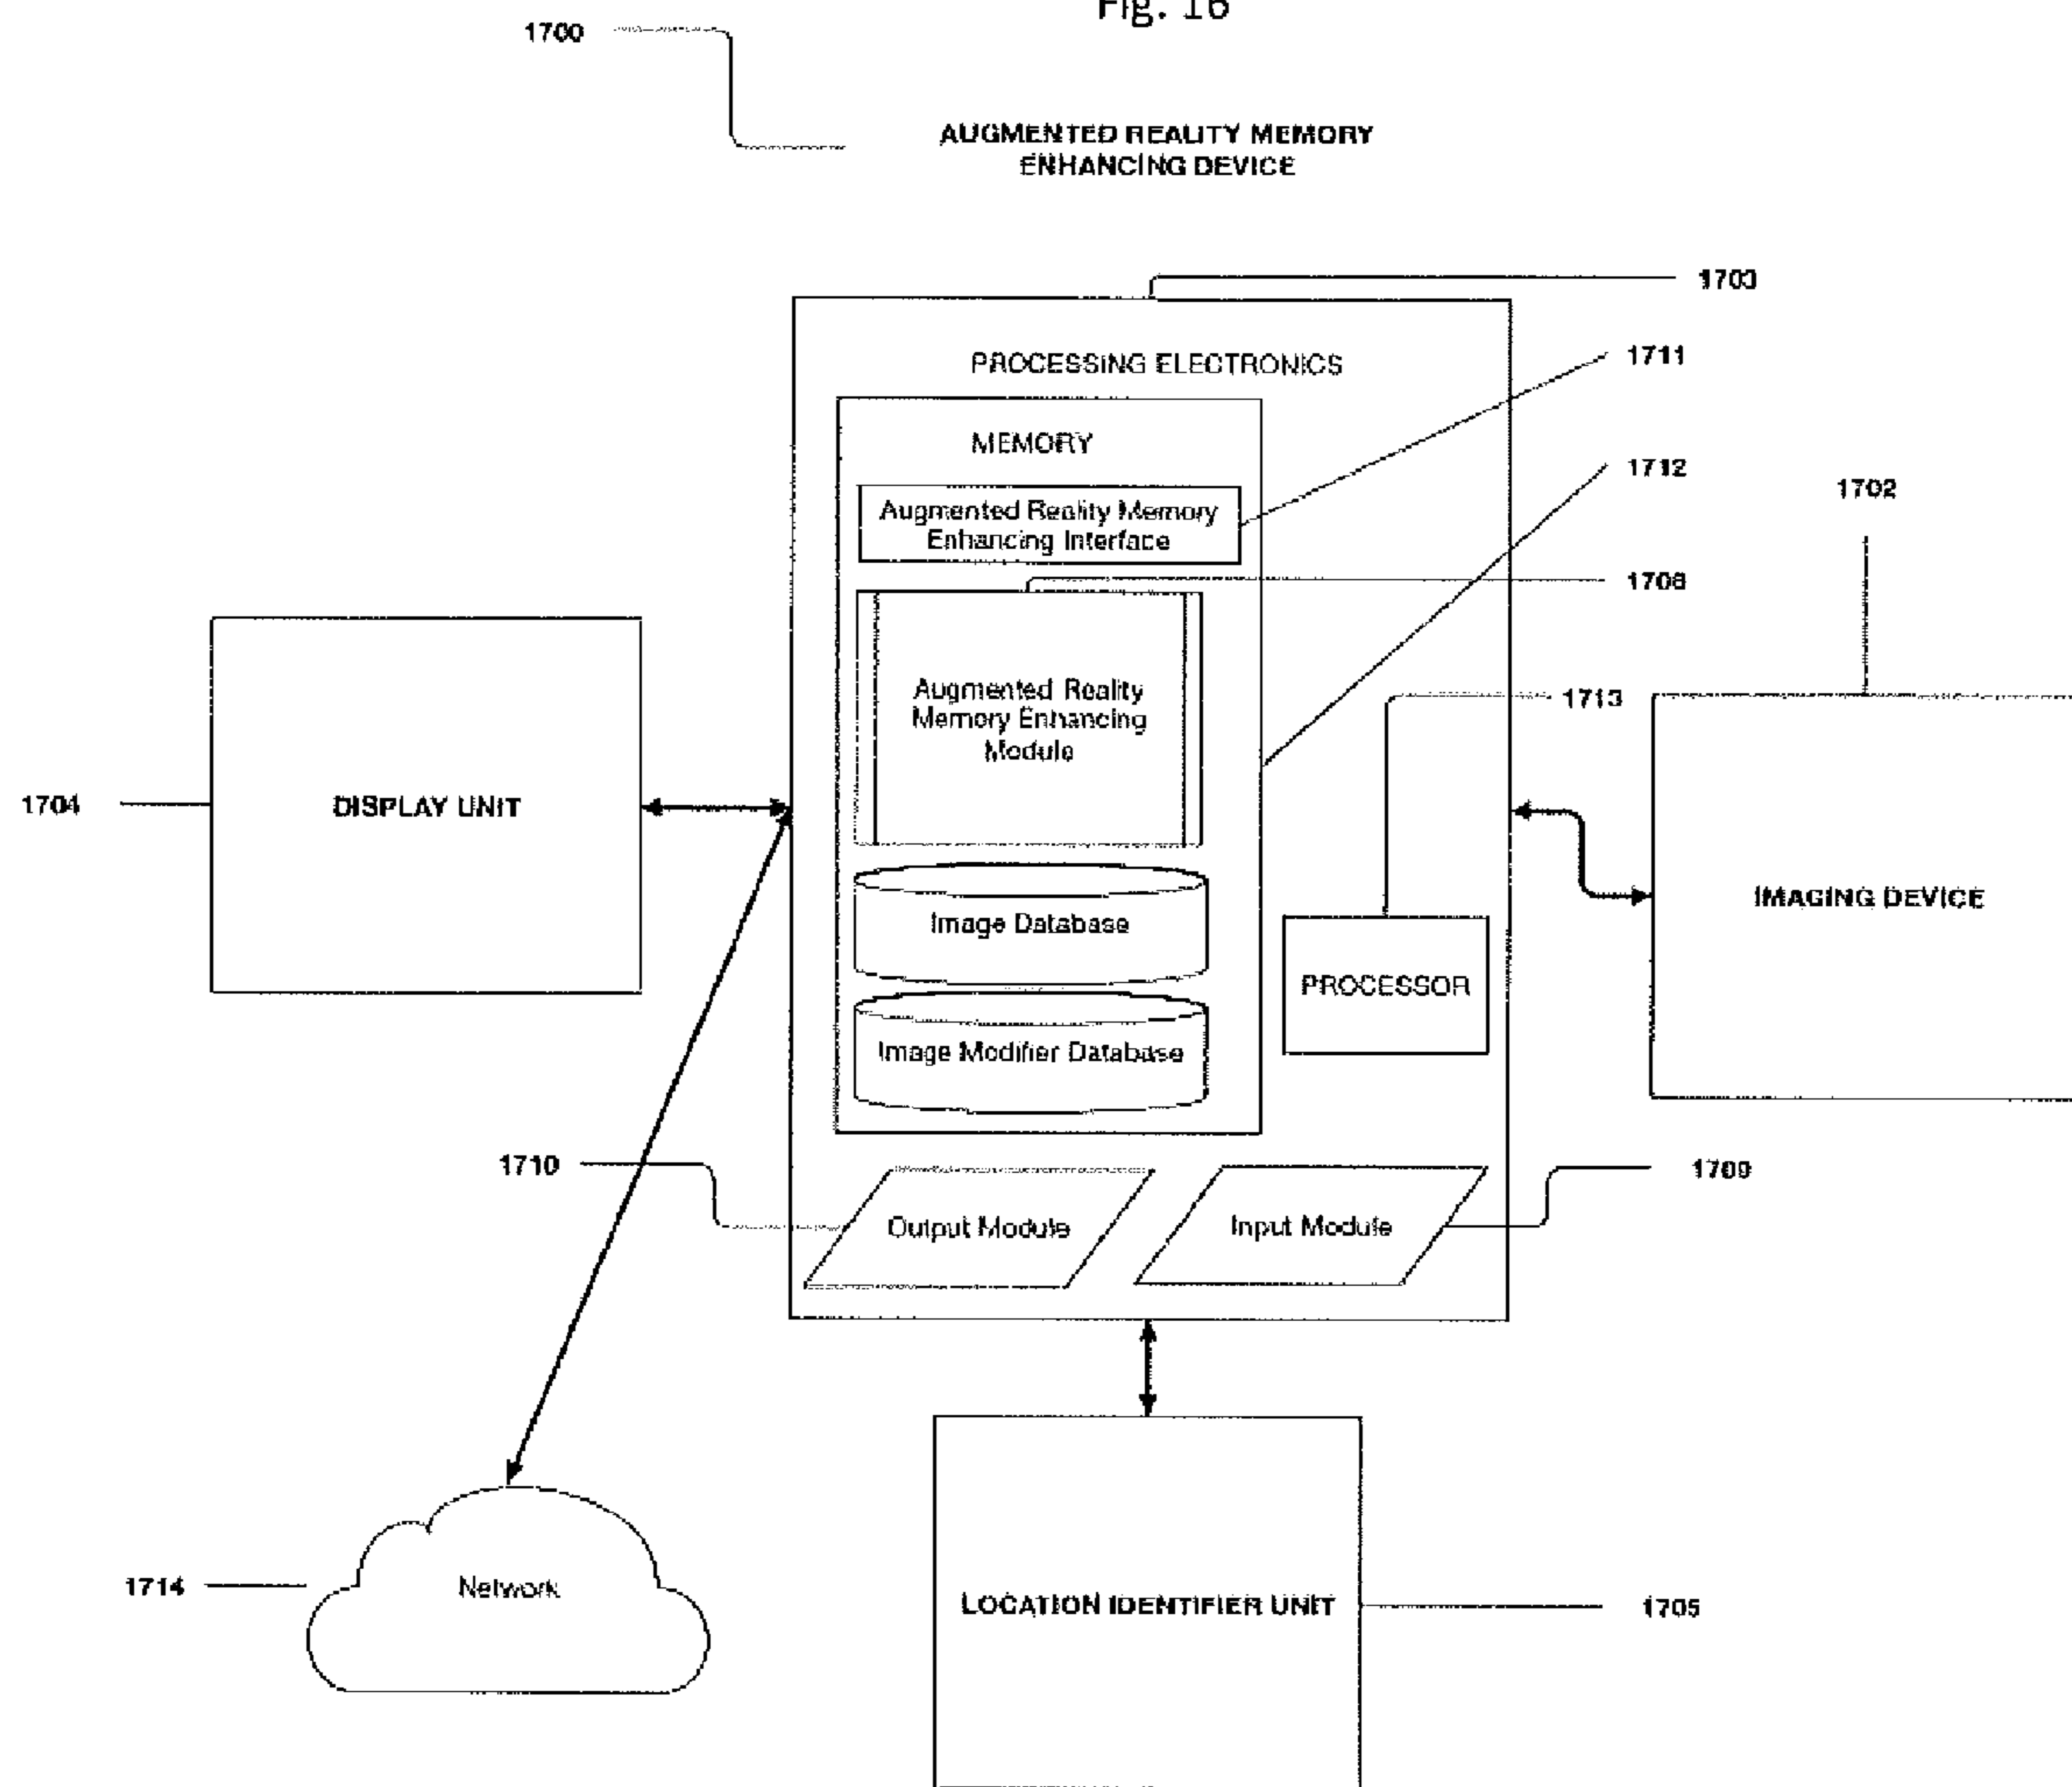 Fig. 16
1700
AUGMENTED REALITY MEMORY
ENHANCING DEVICE
1703
PROCESSING ELECTRONICS
1711
MEMORY
1712
1702
Augmented Reality Memory
Enhancing Interface
1708
Augmented Reality
Memory Enhancing
Module
1713
1704
DISPLAY UNIT
IMAGING DEVICE
Image Database
PROCESSOR
Image Modifier Database
1710
1709
Output Module
Input Module
1714
Network
LOCATION IDENTIFIER UNIT
1705